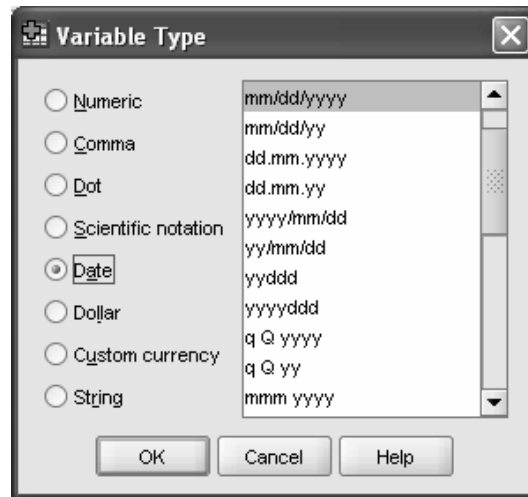 Variable Type
Numeric
Comma
Dot
Scientific notation
Date
Dollar
Custom currency
String
mm/dd/yyyy
mm/dd/yy
dd.mm.yyyy
dd.mm.yy
yyyy/mm/dd
yy/mm/dd
yyddd
yyyyddd
q Q yyyy
q Q yy
mmm yyyy
OK
Cancel
Help